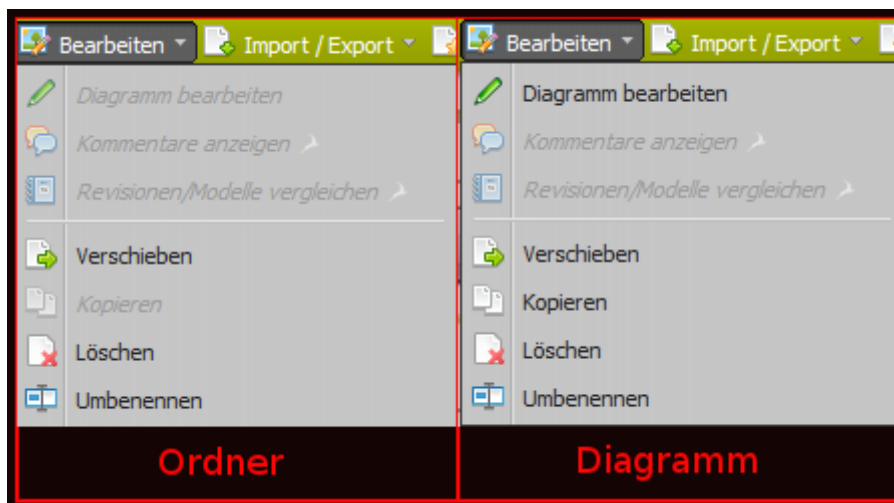 Bearbeiten Import / Export
Diagramm bearbeiten
Kommentare anzeigen
Revisionen/Modelle vergleichen
Verschieben
Kopieren
Löschen
Umbenennen
Ordner
Bearbeiten Import / Export
Diagramm bearbeiten
Kommentare anzeigen
Revisionen/Modelle vergleichen
Verschieben
Kopieren
Löschen
Umbenennen
Diagramm